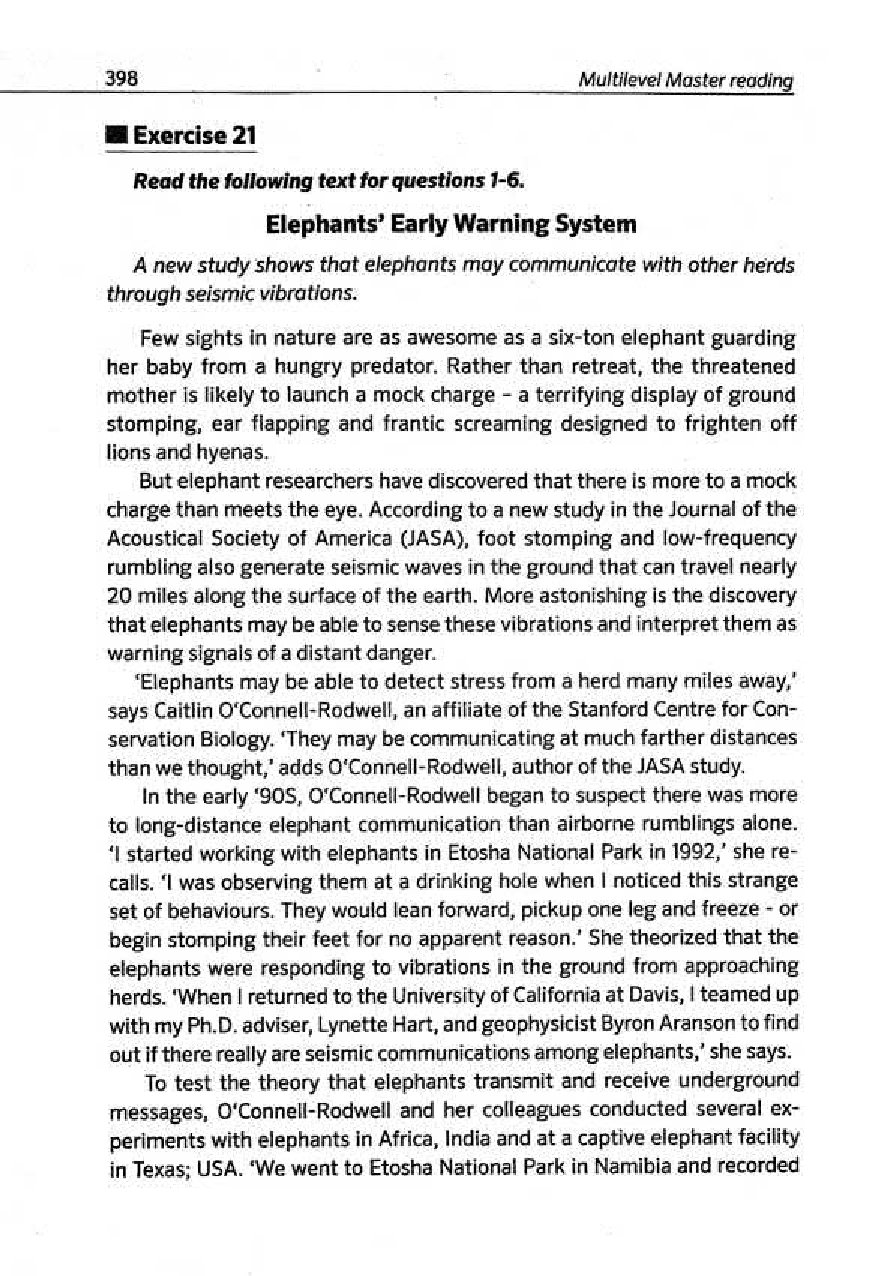 398
Multilevel Master reading
■ Exercise 21
Read the following text for questions 1-6.
Elephants' Early Warning System
A new study shows that elephants may communicate with other herds
through seismic vibrations.
Few sights in nature are as awesome as a six-ton elephant guarding
her baby from a hungry predator. Rather than retreat, the threatened
mother is likely to launch a mock charge - a terrifying display of ground
stomping, ear flapping and frantic screaming designed to frighten off
lions and hyenas.
But elephant researchers have discovered that there is more to a mock
charge than meets the eye. According to a new study in the Journal of the
Acoustical Society of America (JASA), foot stomping and low-frequency
rumbling also generate seismic waves in the ground that can travel nearly
20 miles along the surface of the earth. More astonishing is the discovery
that elephants may be able to sense these vibrations and interpret them as
warning signals of a distant danger.
'Elephants may be able to detect stress from a herd many miles away,'
says Caitlin O'Connell-Rodwell, an affiliate of the Stanford Centre for Con-
servation Biology. 'They may be communicating at much farther distances
than we thought,' adds O'Connell-Rodwell, author of the JASA study.
In the early '90S, O'Connell-Rodwell began to suspect there was more
to long-distance elephant communication than airborne rumblings alone.
'I started working with elephants in Etosha National Park in 1992,' she re-
calls. 'I was observing them at a drinking hole when I noticed this strange
set of behaviours. They would lean forward, pickup one leg and freeze - or
begin stomping their feet for no apparent reason.' She theorized that the
elephants were responding to vibrations in the ground from approaching
herds. 'When I returned to the University of California at Davis, I teamed up
with my Ph.D. adviser, Lynette Hart, and geophysicist Byron Aranson to find
out if there really are seismic communications among elephants,' she says.
To test the theory that elephants transmit and receive underground
messages, O'Connell-Rodwell and her colleagues conducted several ex-
periments with elephants in Africa, India and at a captive elephant facility
in Texas; USA. 'We went to Etosha National Park in Namibia and recorded